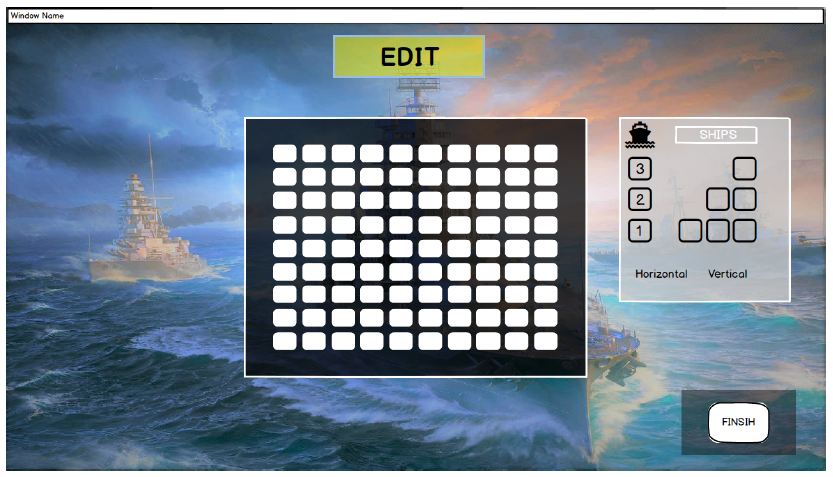 Window Name
EDIT
SHIPS
3
2
1
Horizontal Vertical
FINSIH